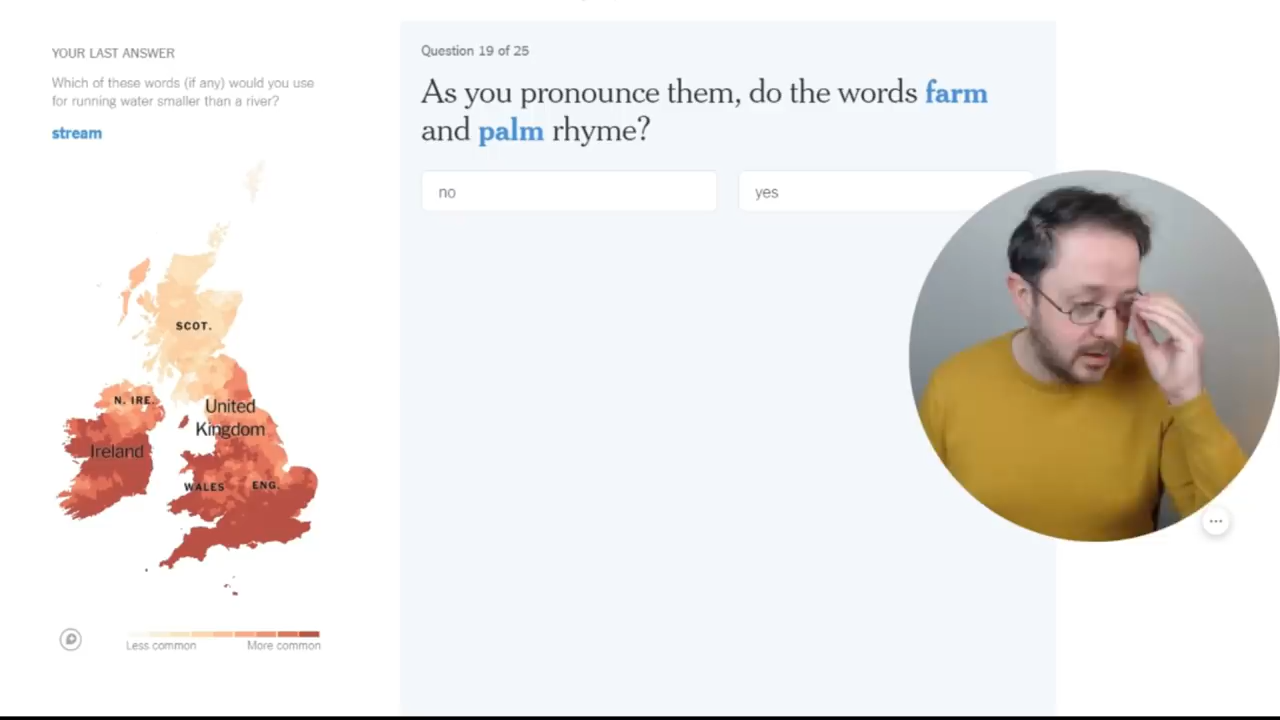 YOUR LAST ANSWER
Which of these words (if any) would you use
for running water smaller than a river?
stream
SCOT.
N. IRE.
United
Kingdom
Ireland
WALES
ENG.
Less common
More common
Question 19 of 25
As you pronounce them, do the words farm
and palm rhyme?
no
yes